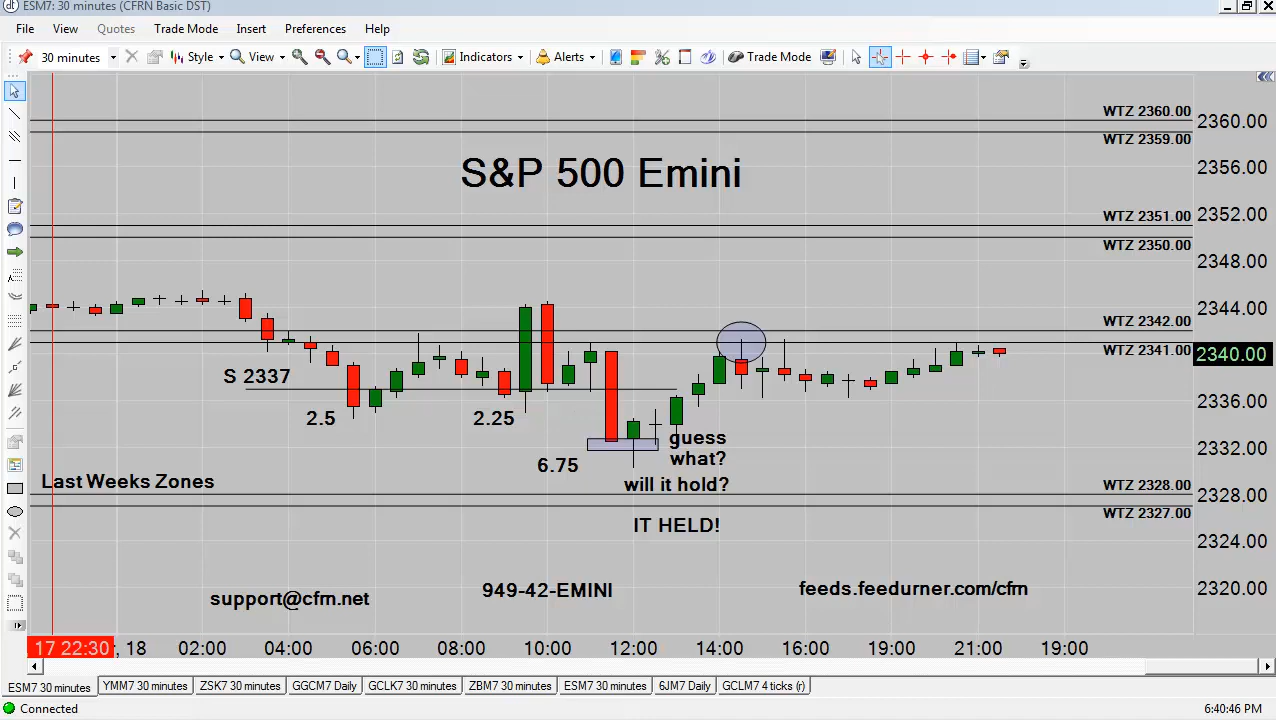 ESM7: 30 minutes (CFRN Basic DST)
File View Quotes Trade Mode Insert Preferences Help
30 minutes Style View Indicators Alerts Trade Mode
WTZ 2360.00
2360.00
WTZ 2359.00
S&P 500 Emini
2356.00
WTZ 2351.00
2352.00
WTZ 2350.00
2348.00
2344.00
WTZ 2342.00
WTZ 2341.00
2340.00
S 2337
2336.00
2.5
2.25
guess
what?
2332.00
6.75
will it hold?
Last Weeks Zones
WTZ 2328.00
2328.00
WTZ 2327.00
IT HELD!
2324.00
949-42-EMINI
feeds.feedurner.com/cfrn
support@cfrn.net
2320.00
17 22:30 , 18 02:00 04:00 06:00 08:00 10:00 12:00 14:00 16:00 17:00 19:00 21:00 19:00
ESM7 30 minutes YMM7 30 minutes ZSK7 30 minutes GGCM7 Daily GCLK7 30 minutes ZBM7 30 minutes ESM7 30 minutes 6JM7 Daily GCLM7 4 ticks (r)
Connected
6:40:46 PM